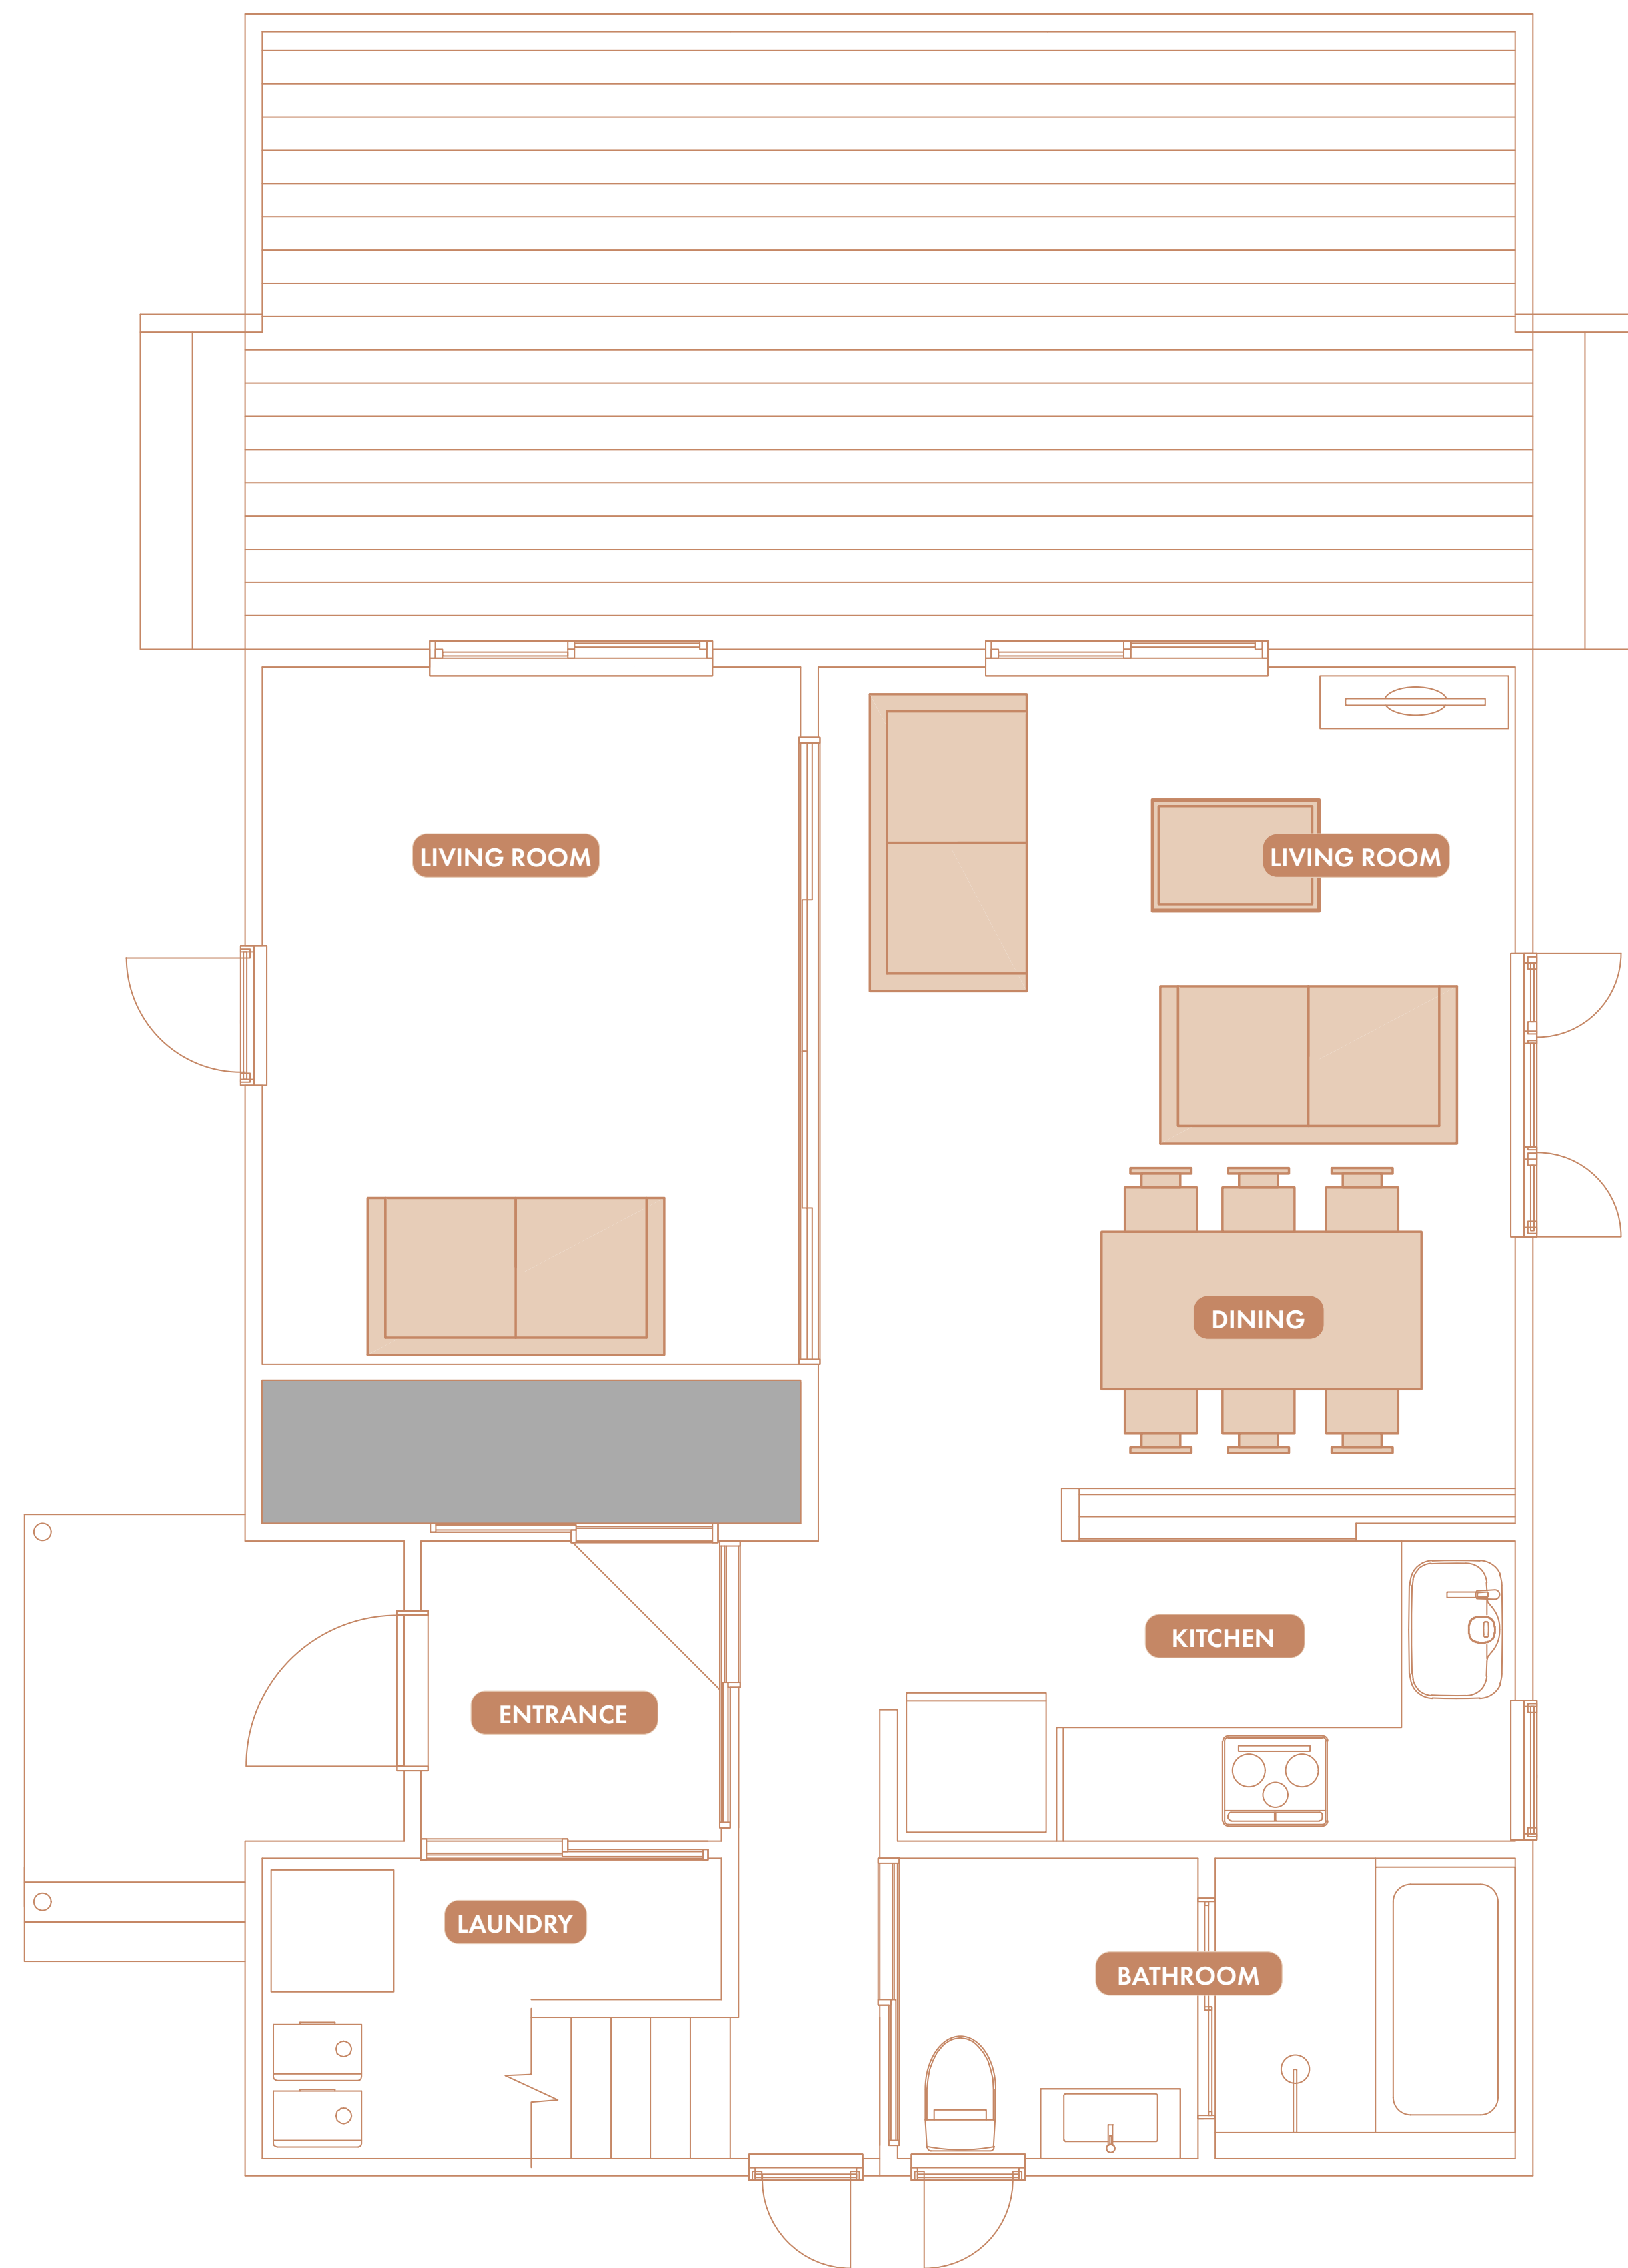 LIVING ROOM
LIVING ROOM
DINING
KITCHEN
ENTRANCE
LAUNDRY
BATHROOM